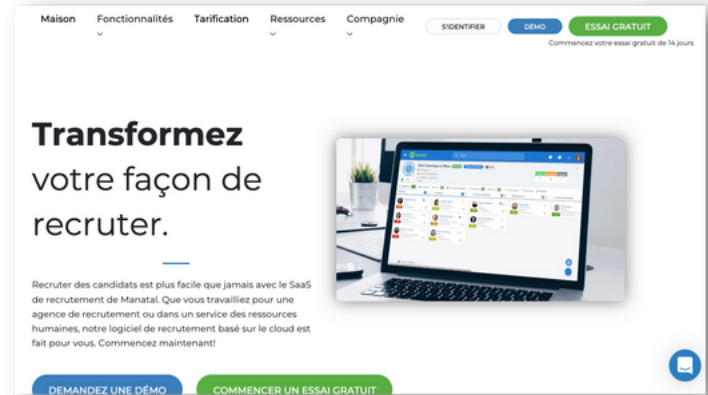 Maison Fonctionnalités Tarification Ressources Compagnie S'IDENTIFIER DÉMO ESSAI GRATUIT
Commencez votre essai gratuit de 14 jours
Transformez
votre façon de
recruter.
Recruter des candidats est plus facile que jamais avec le SaaS
de recrutement de Manatal. Que vous travailliez pour une
agence de recrutement ou dans un service des ressources
humaines, notre logiciel de recrutement basé sur le cloud est
fait pour vous. Commencez maintenant!
DEMANDEZ UNE DÉMO COMMENCER UN ESSAI GRATUIT